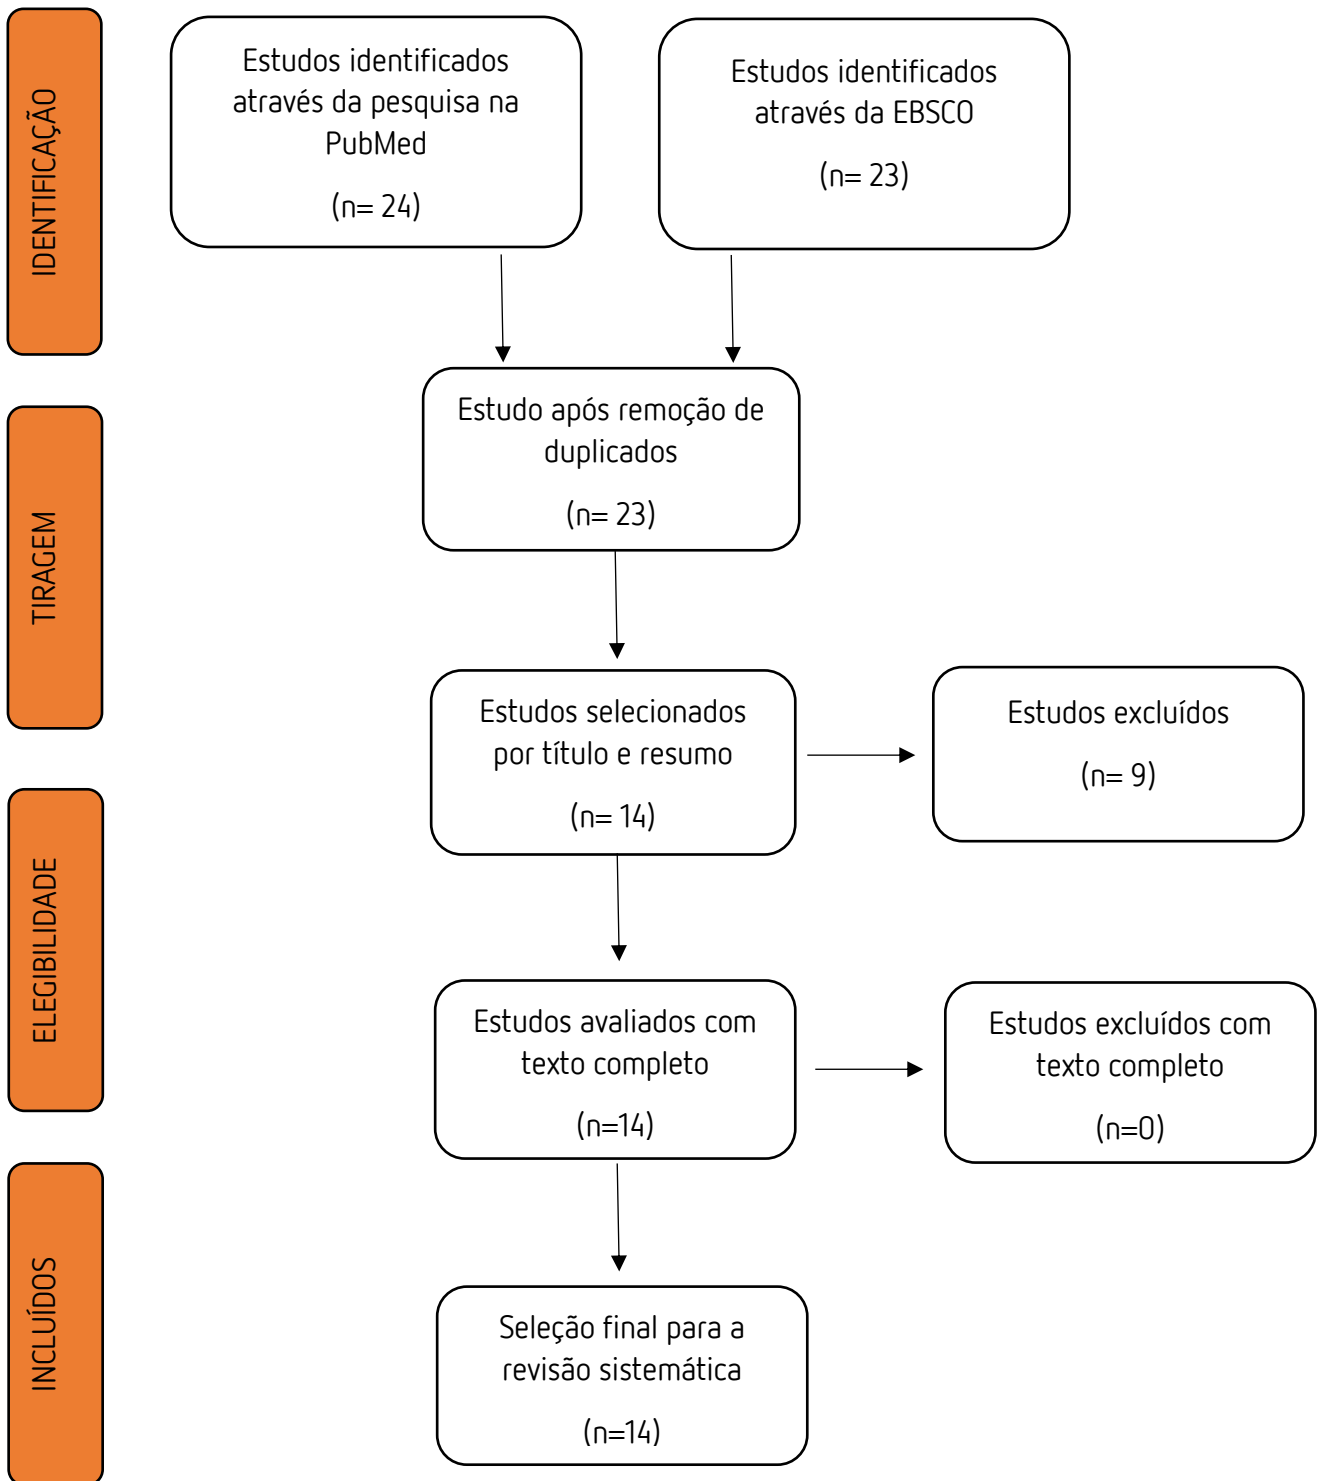 IDENTIFICAÇÃO
Estudos identificados
através da pesquisa na
PubMed
(n= 24)
Estudos identificados
através da EBSCO
(n= 23)
TIRAGEM
Estudo após remoção de
duplicados
(n= 23)
Estudos selecionados
por título e resumo
(n= 14)
Estudos excluídos
(n= 9)
ELEGIBILIDADE
Estudos avaliados com
texto completo
(n=14)
Estudos excluídos com
texto completo
(n=0)
INCLUÍDOS
Seleção final para a
revisão sistemática
(n=14)